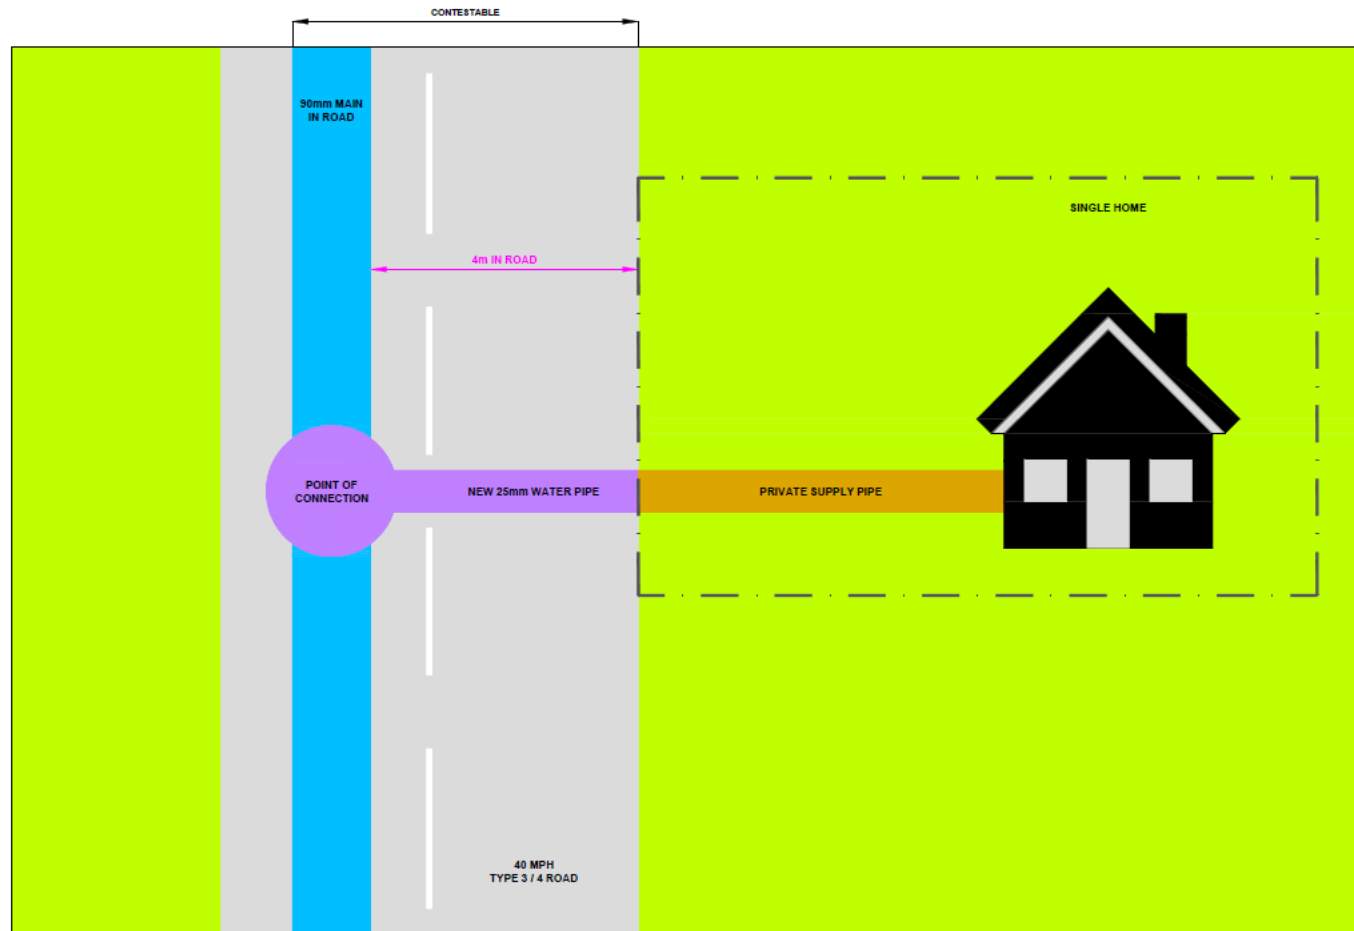 CONTESTABLE
90mm MAIN
IN ROAD
SINGLE HOME
4m IN ROAD
POINT OF
CONNECTION
NEW 25mm WATER PIPE
PRIVATE SUPPLY PIPE
40 MPH
TYPE 3 / 4 ROAD